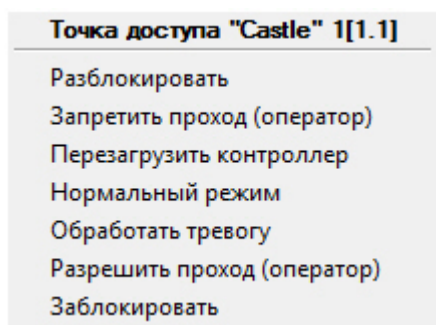 Точка доступа "Castle" 1[1.1]
Разблокировать
Запретить проход (оператор)
Перезагрузить контроллер
Нормальный режим
Обработать тревогу
Разрешить проход (оператор)
Заблокировать